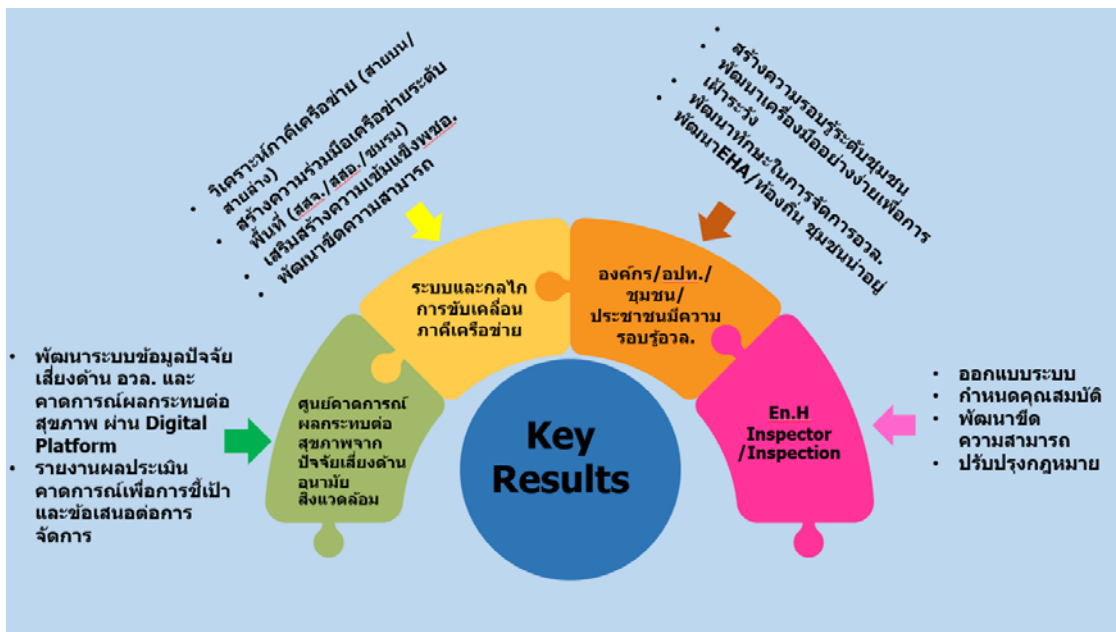 • วิเคราะห์ภาคีเครือข่าย (สายบน/
สายล่าง)
• สร้างความร่วมมือเครือข่ายระดับ
พื้นที่ (สสจ./สสอ./ชมรม)
• เสริมสร้างความเข้มแข็งพชอ.
• พัฒนาขีดความสามารถ
•
• สร้างความรอบรู้ระดับชุมชน
• พัฒนาเครื่องมืออย่างง่ายเพื่อการ
เฝ้าระวัง
• พัฒนาทักษะในการจัดการอวล.
พัฒนาEHA/ท้องถิ่น ชุมชนน่าอยู่
ระบบและกลไก
การขับเคลื่อน
ภาคีเครือข่าย
องค์กร/อปท./
ชุมชน/
ประชาชนมีความ
รอบรู้อวล.
• พัฒนาระบบข้อมูลปัจจัย
เสี่ยงด้าน อวล. และ
คาดการณ์ผลกระทบต่อ
สุขภาพ ผ่าน Digital
Platform
• รายงานผลประเมิน
คาดการณ์เพื่อการชี้เป้า
และข้อเสนอต่อการ
จัดการ
ศูนย์คาดการณ์
ผลกระทบต่อ
สุขภาพจาก
ปัจจัยเสี่ยงด้าน
อนามัย
สิ่งแวดล้อม
Key
Results
En.H
Inspector
/Inspection
• ออกแบบระบบ
• กำหนดคุณสมบัติ
• พัฒนาขีด
ความสามารถ
• ปรับปรุงกฎหมาย